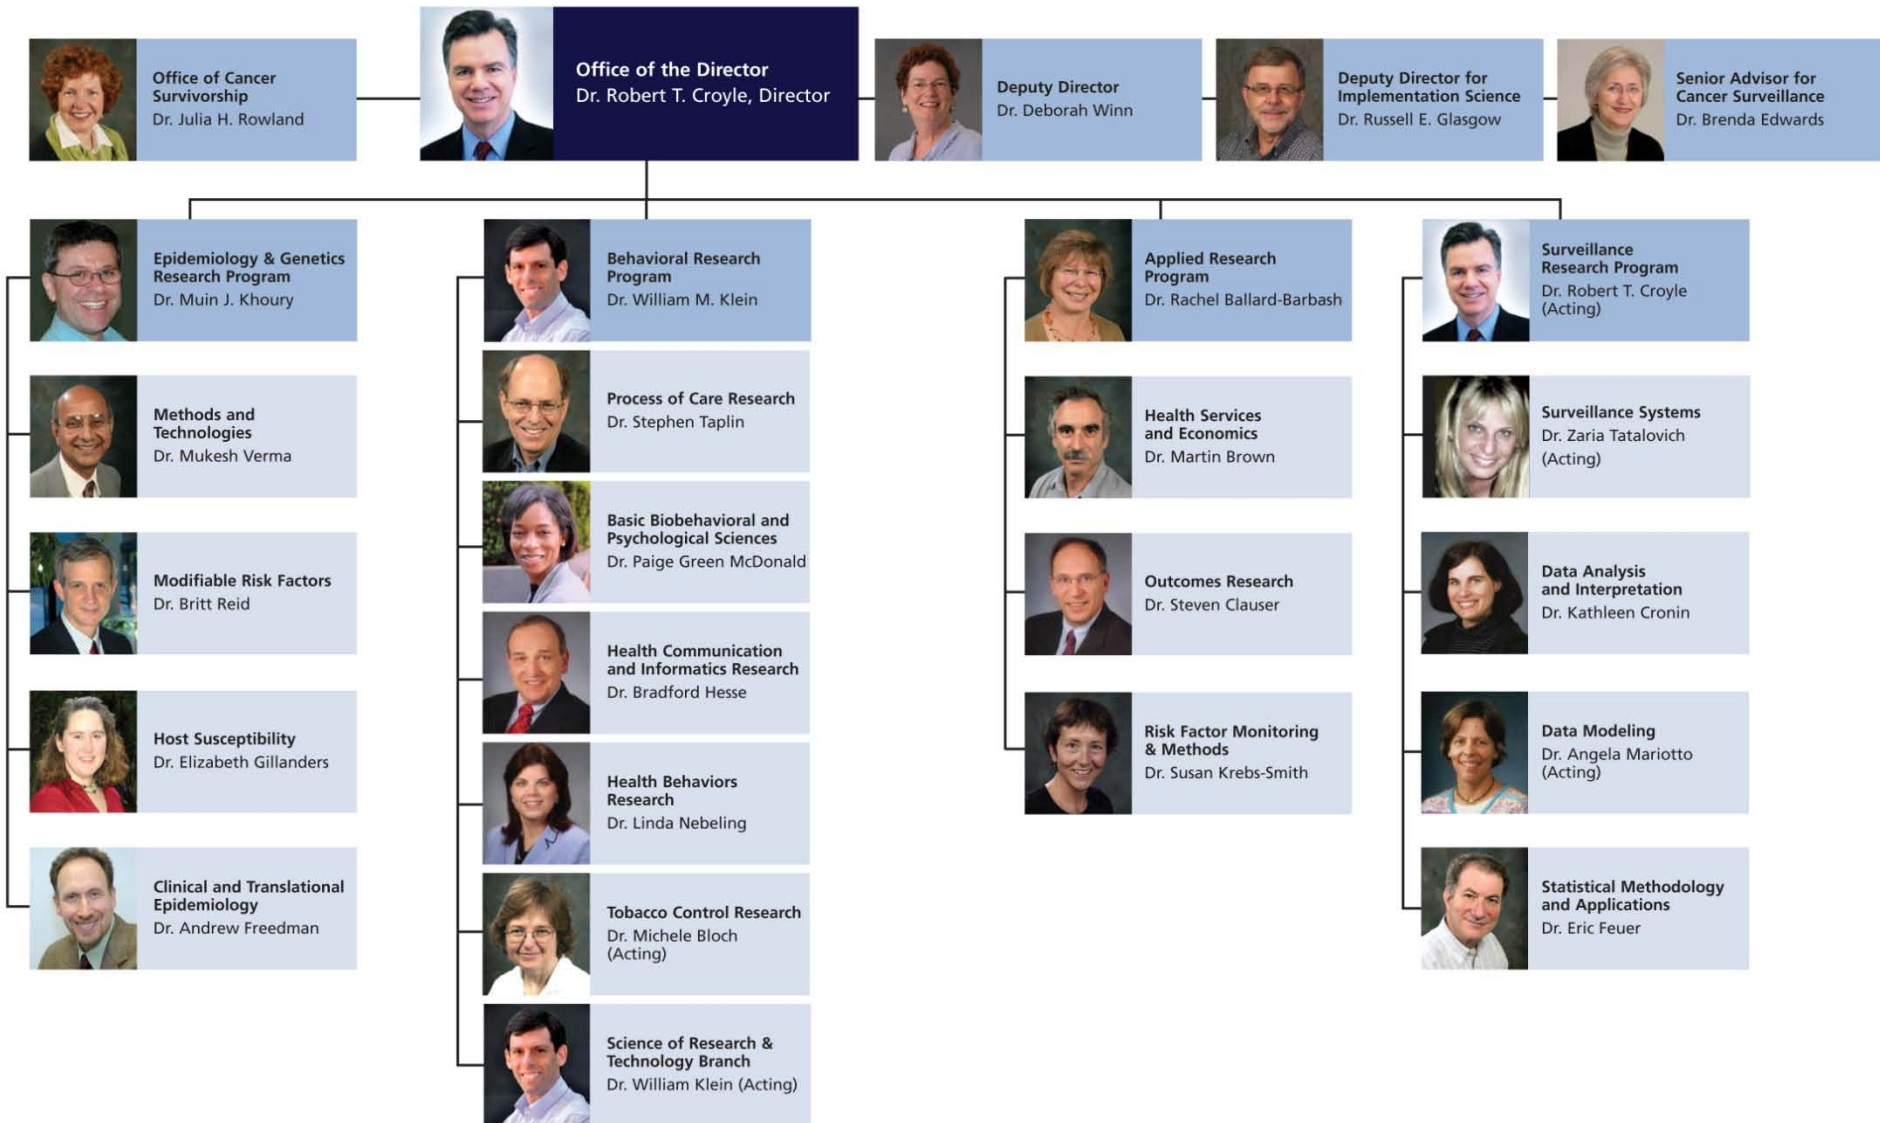 Office of Cancer
Survivorship
Dr. Julia H. Rowland
Office of the Director
Dr. Robert T. Croyle, Director
Deputy Director
Dr. Deborah Winn
Deputy Director for
Implementation Science
Dr. Russell E. Glasgow
Senior Advisor for
Cancer Surveillance
Dr. Brenda Edwards
Epidemiology & Genetics
Research Program
Dr. Muin J. Khoury
Methods and
Technologies
Dr. Mukesh Verma
Modifiable Risk Factors
Dr. Britt Reid
Host Susceptibility
Dr. Elizabeth Gillanders
Clinical and Translational
Epidemiology
Dr. Andrew Freedman
Behavioral Research
Program
Dr. William M. Klein
Process of Care Research
Dr. Stephen Taplin
Basic Biobehavioral and
Psychological Sciences
Dr. Paige Green McDonald
Health Communication
and Informatics Research
Dr. Bradford Hesse
Health Behaviors
Research
Dr. Linda Nebeling
Tobacco Control Research
Dr. Michele Bloch
(Acting)
Science of Research &
Technology Branch
Dr. William Klein (Acting)
Applied Research
Program
Dr. Rachel Ballard-Barbash
Health Services
and Economics
Dr. Martin Brown
Outcomes Research
Dr. Steven Clauser
Risk Factor Monitoring
& Methods
Dr. Susan Krebs-Smith
Surveillance
Research Program
Dr. Robert T. Croyle
(Acting)
Surveillance Systems
Dr. Zaria Tatalovich
(Acting)
Data Analysis
and Interpretation
Dr. Kathleen Cronin
Data Modeling
Dr. Angela Mariotto
(Acting)
Statistical Methodology
and Applications
Dr. Eric Feuer